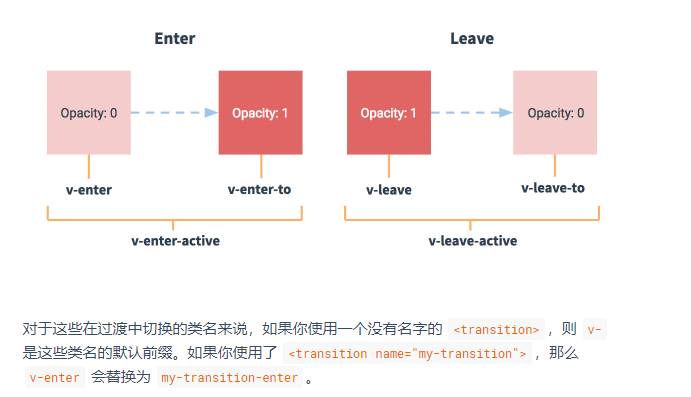 Enter Leave
Opacity: 0 Opacity: 1 Opacity: 1 Opacity: 0
v-enter v-enter-to v-leave v-leave-to
v-enter-active v-leave-active
对于这些在过渡中切换的类名来说，如果你使用一个没有名字的 <transition> ，则 v-
是这些类名的默认前缀。如果你使用了 <transition name="my-transition"> ，那么
v-enter 会替换为 my-transition-enter 。